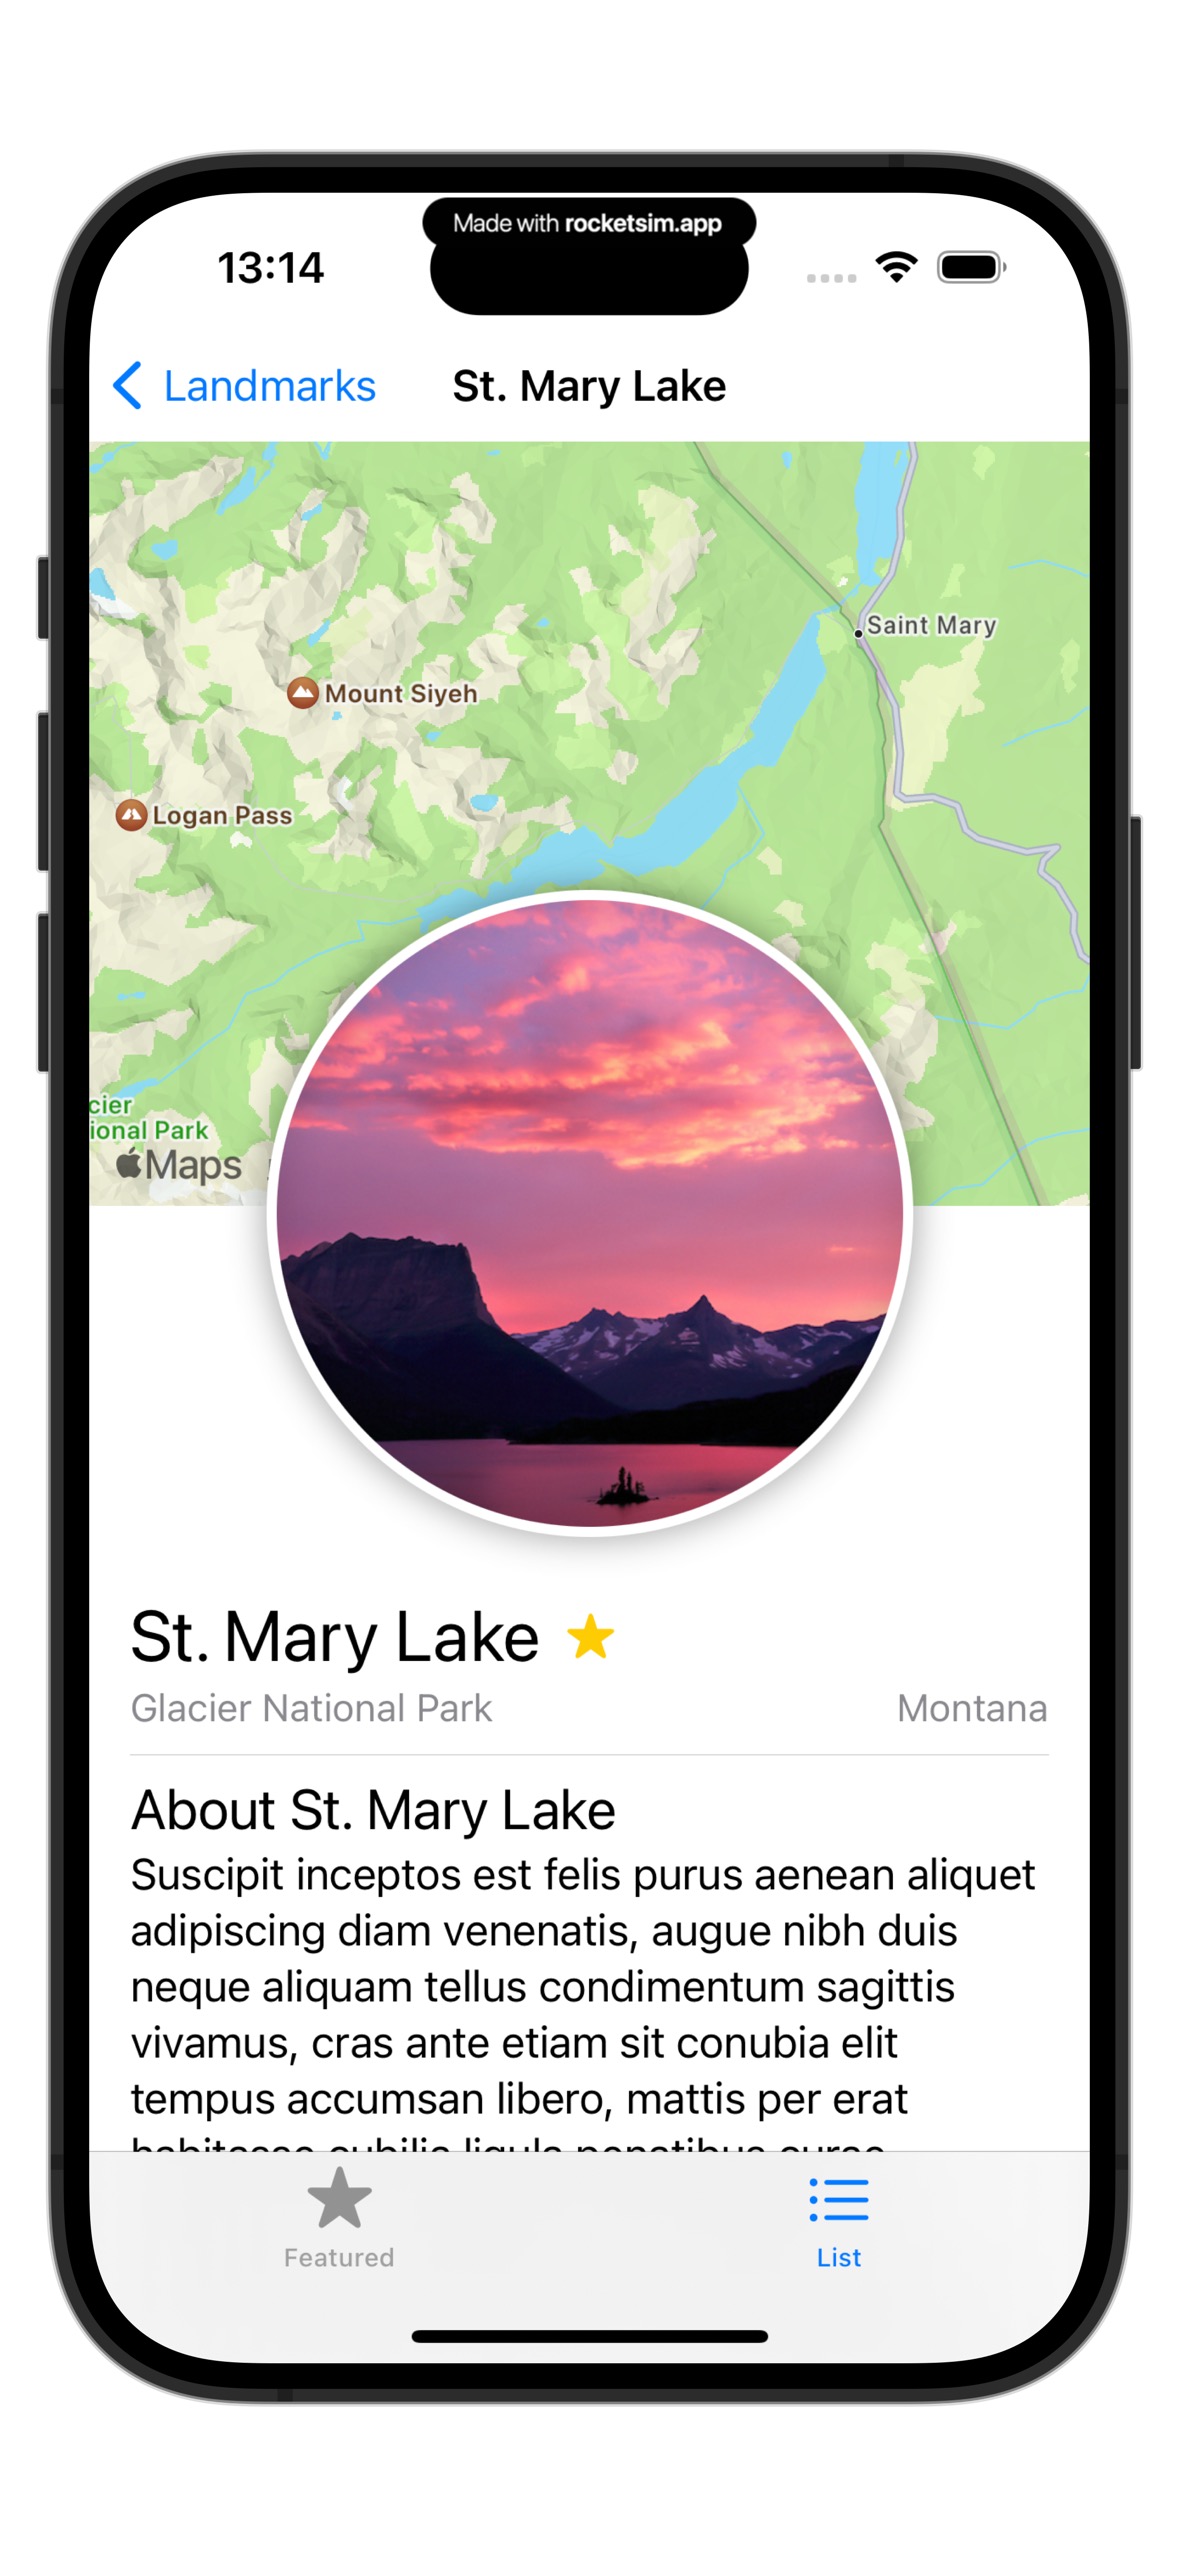 Made with rocketsim.app
13:14
Landmarks
St. Mary Lake
Saint Mary
Mount Siyeh
Logan Pass
cier
ional Park
Maps
St. Mary Lake
Glacier National Park
Montana
About St. Mary Lake
Suscipit inceptos est felis purus aenean aliquet
adipiscing diam venenatis, augue nibh duis
neque aliquam tellus condimentum sagittis
vivamus, cras ante etiam sit conubia elit
tempus accumsan libero, mattis per erat
Featured
List